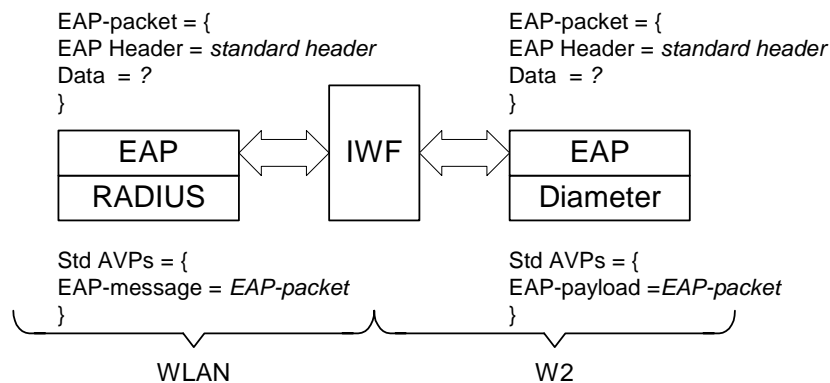 EAP-packet = {
EAP Header = standard header
Data = ?
}
EAP-packet = {
EAP Header = standard header
Data = ?
}
EAP
RADIUS
IWF
EAP
Diameter
Std AVPs = {
EAP-message = EAP-packet
}
Std AVPs = {
EAP-payload =EAP-packet
}
WLAN
W2